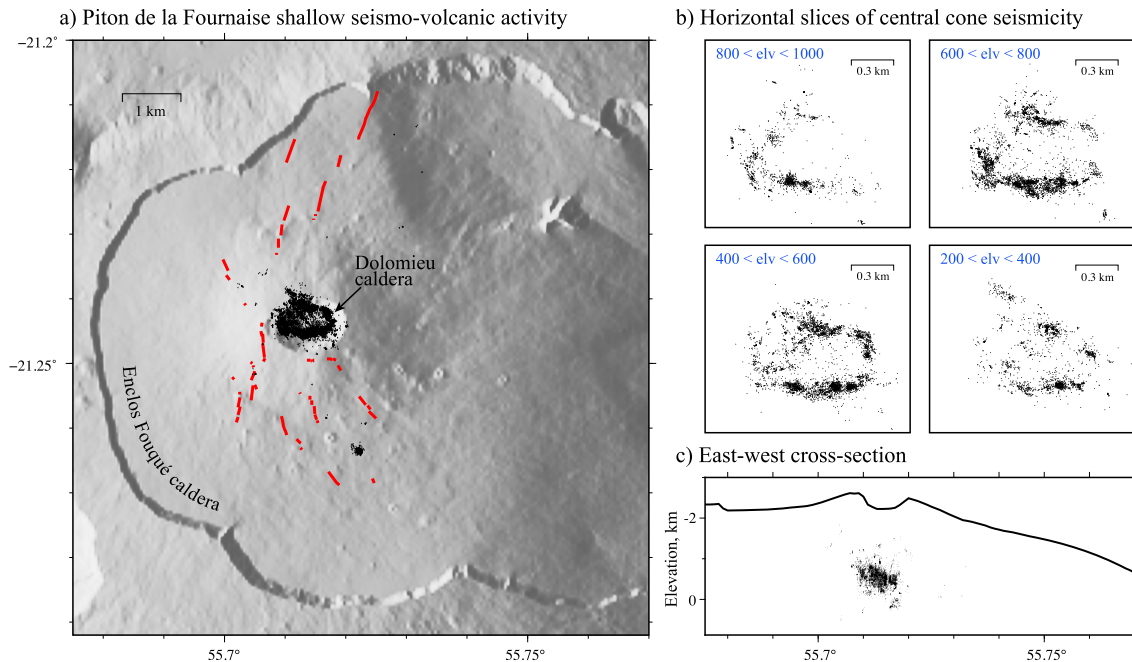 a) Piton de la Fournaise shallow seismo-volcanic activity
−21.2°
1 km
Dolomieu
caldera
−21.25°
Enclos Fouqué caldera
55.7°
55.75°
b) Horizontal slices of central cone seismicity
800 < elv < 1000
0.3 km
600 < elv < 800
0.3 km
400 < elv < 600
0.3 km
200 < elv < 400
0.3 km
c) East-west cross-section
Elevation, km
-2
0
55.7°
55.75°